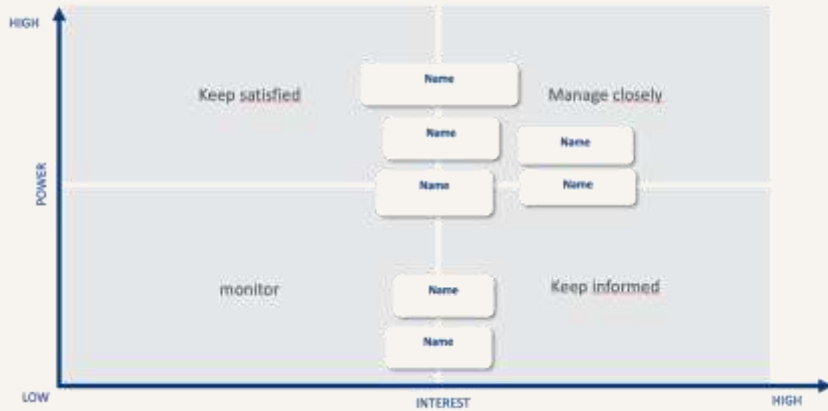 HIGH
Name
Keep satisfied
Manage closely
Name
Name
POWER
Name
Name
monitor
Name
Keep informed
Name
LOW
INTEREST
HIGH